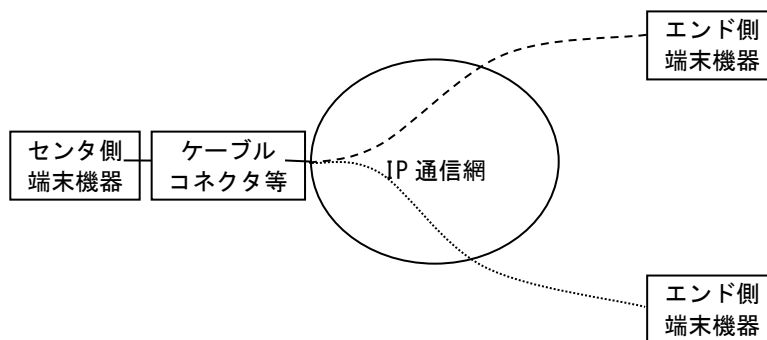 エンド側
端末機器
センタ側
端末機器
ケーブル
コネクタ等
IP 通信網
エンド側
端末機器